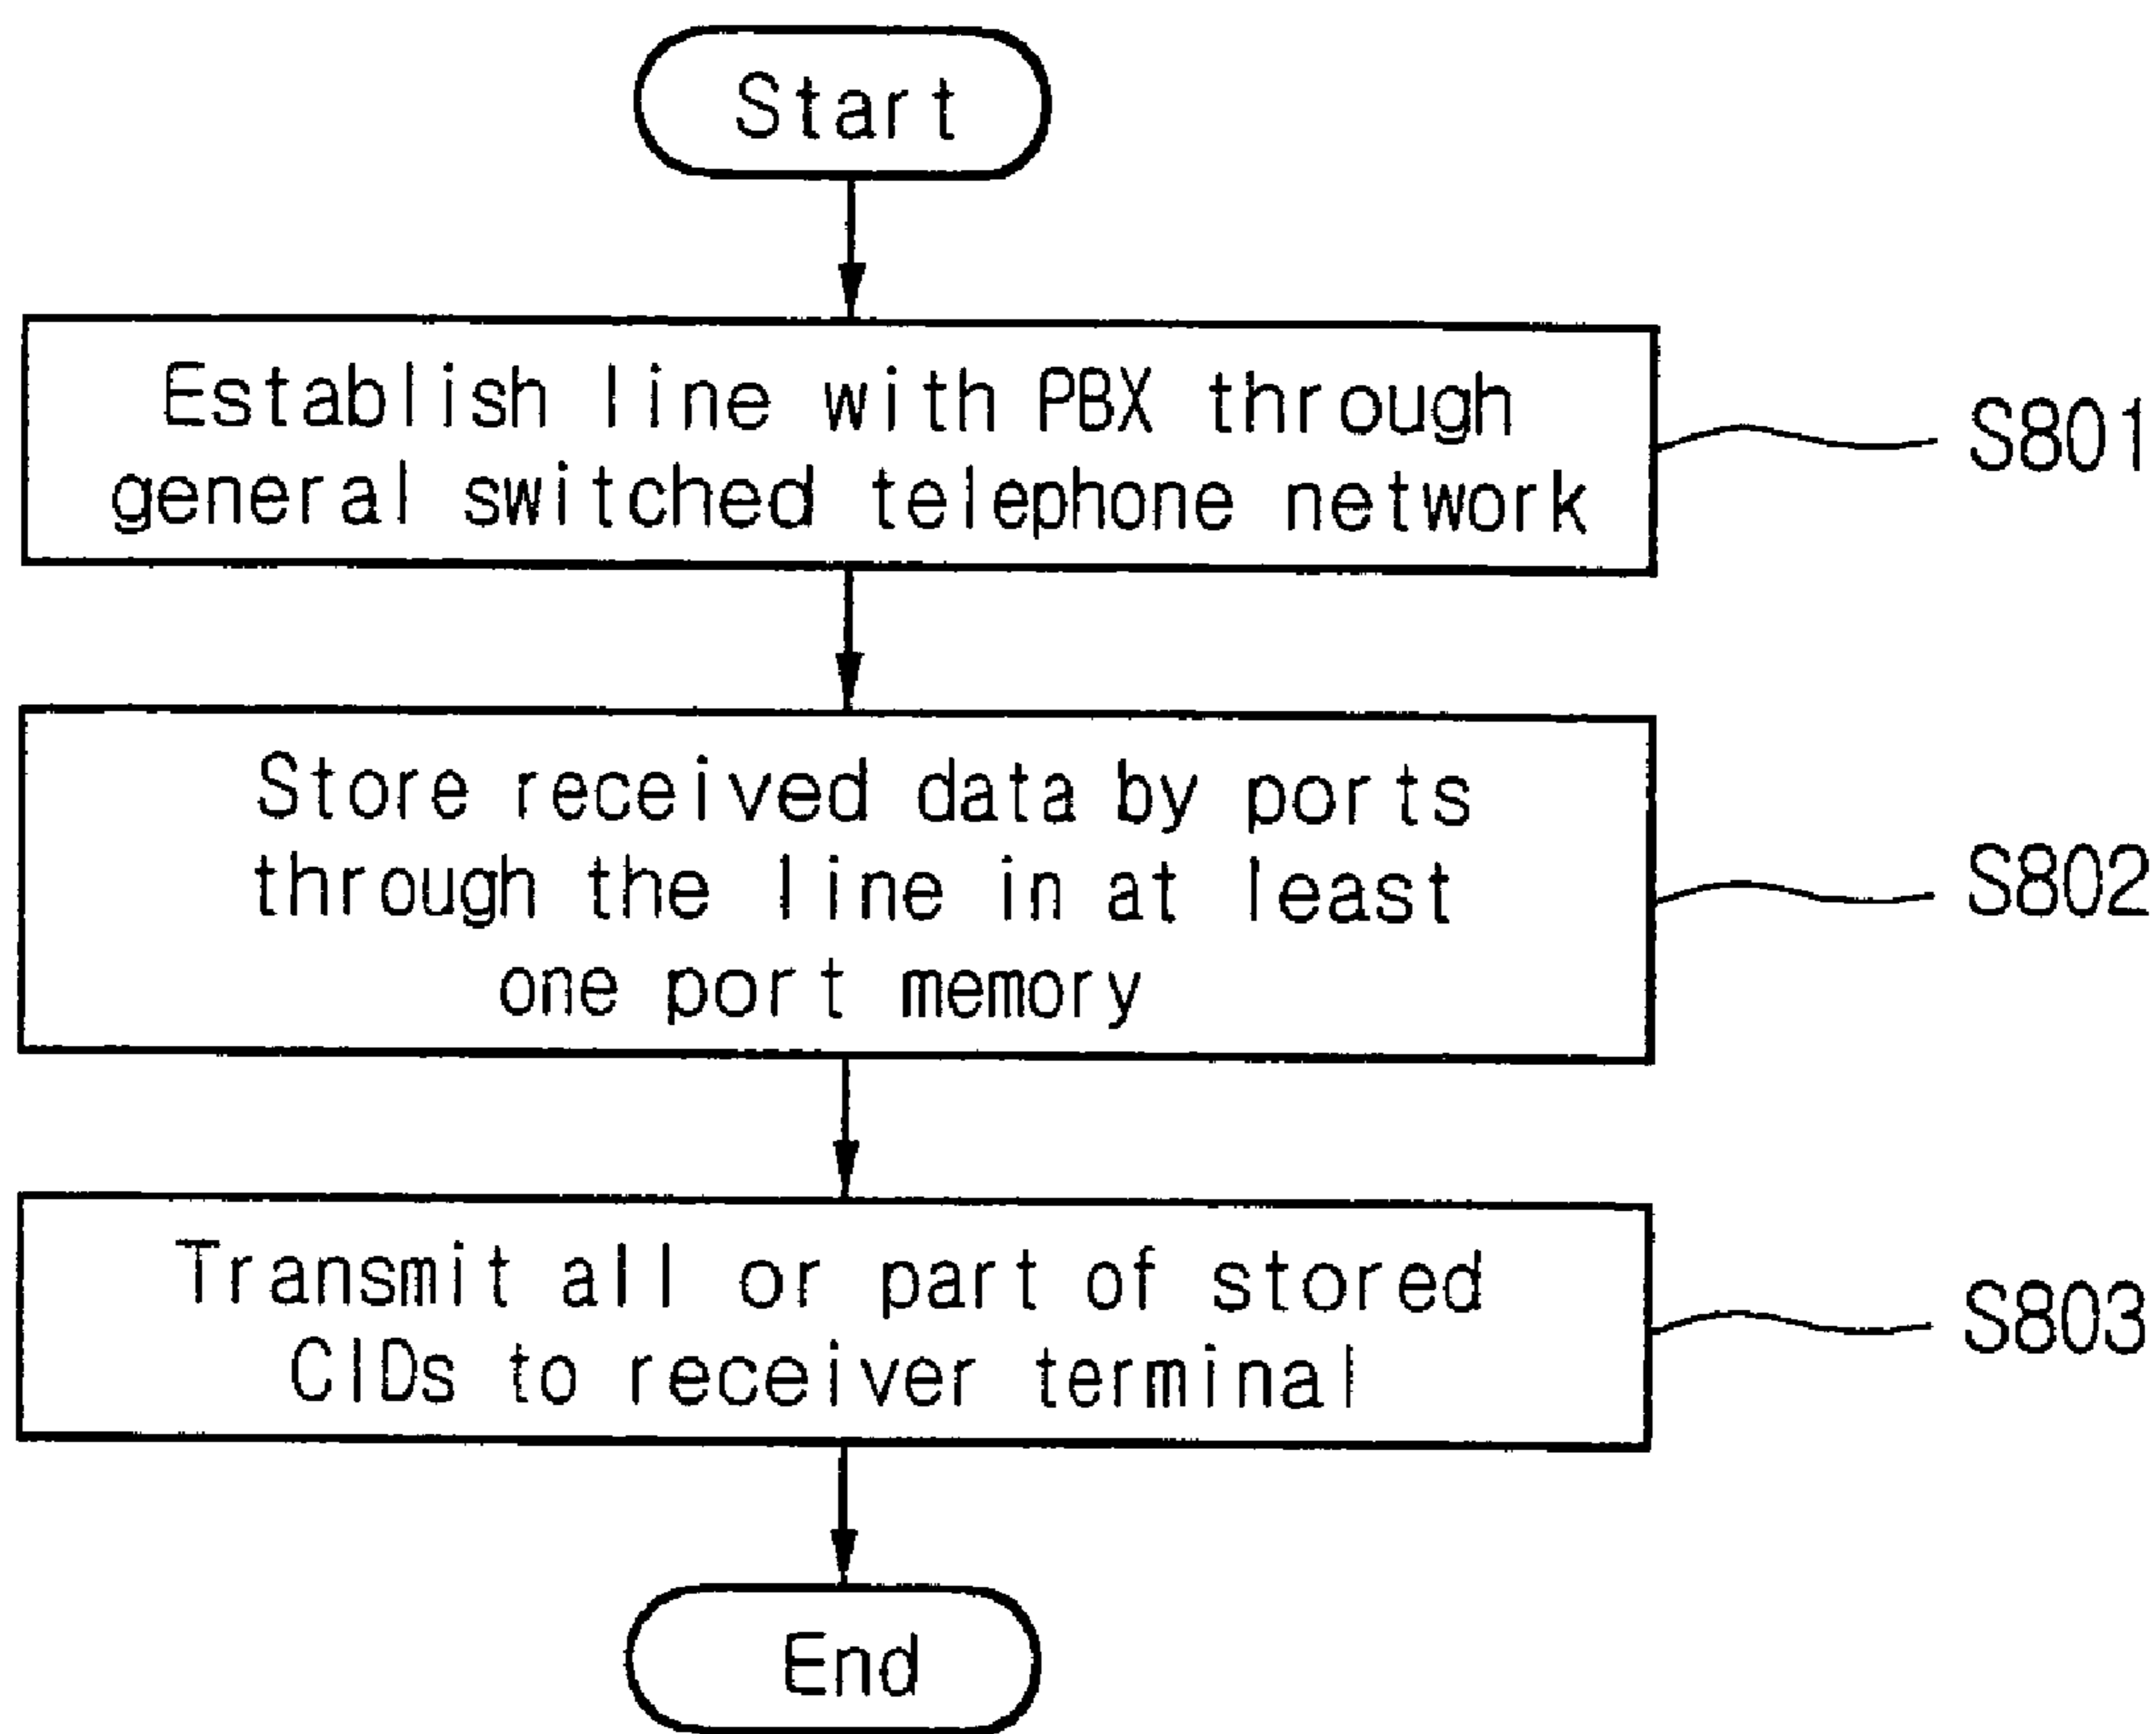 Start
Establish line with PBX through
general switched telephone network
S801
Store received data by ports
through the line in at least
one port memory
S802
Transmit all or part of stored
CIDs to receiver terminal
S803
End